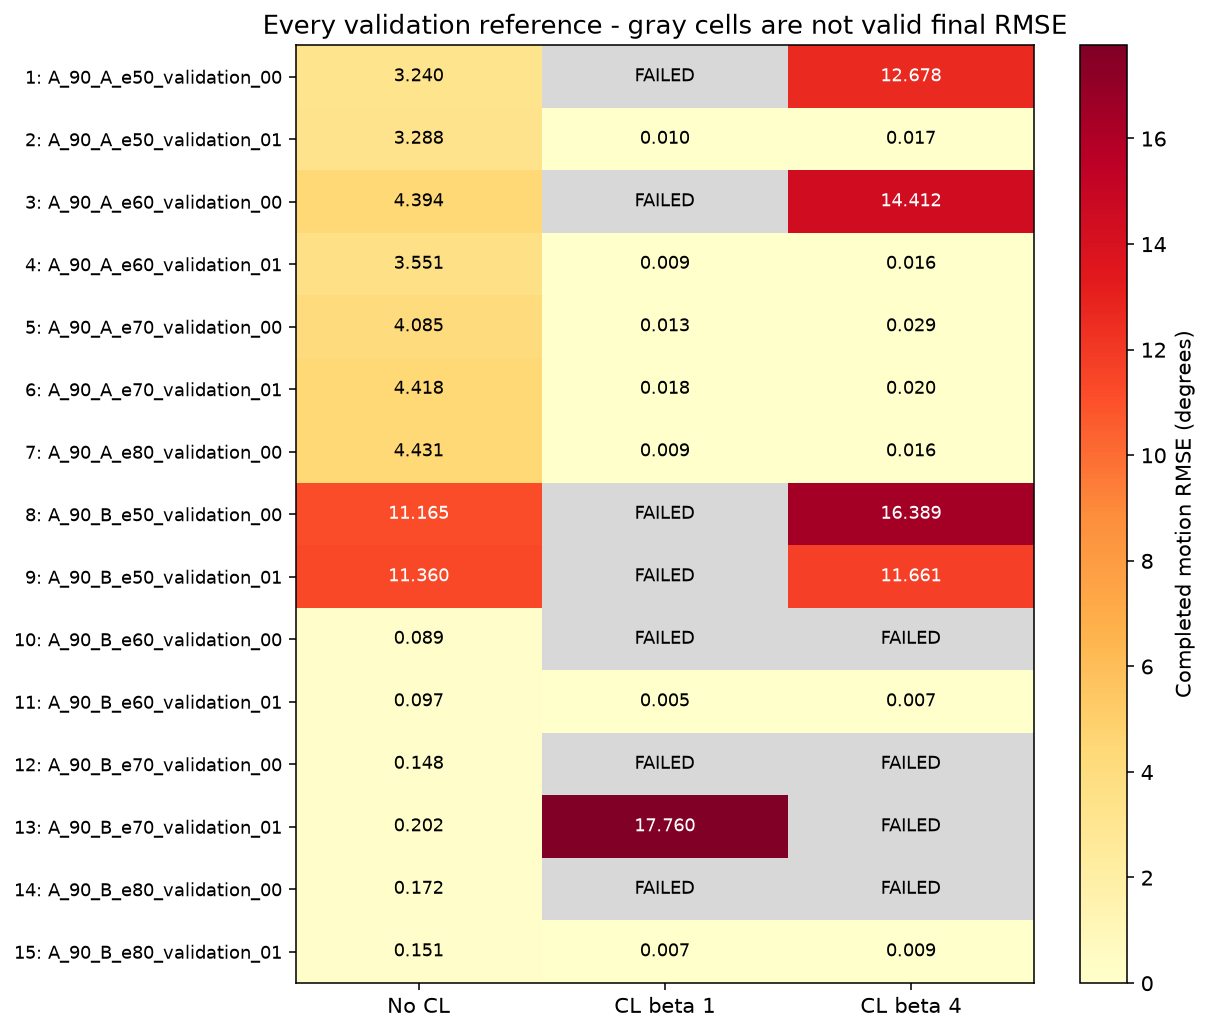 Every validation reference - gray cells are not valid final RMSE
1: A_90_A_e50_validation_00 3.240 FAILED 12.678
2: A_90_A_e50_validation_01 3.288 0.010 0.017
3: A_90_A_e60_validation_00 4.394 FAILED 14.412
4: A_90_A_e60_validation_01 3.551 0.009 0.016
5: A_90_A_e70_validation_00 4.085 0.013 0.029
6: A_90_A_e70_validation_01 4.418 0.018 0.020
7: A_90_A_e80_validation_00 4.431 0.009 0.016
8: A_90_B_e50_validation_00 11.165 FAILED 16.389
9: A_90_B_e50_validation_01 11.360 FAILED 11.661
10: A_90_B_e60_validation_00 0.089 FAILED FAILED
11: A_90_B_e60_validation_01 0.097 0.005 0.007
12: A_90_B_e70_validation_00 0.148 FAILED FAILED
13: A_90_B_e70_validation_01 0.202 17.760 FAILED
14: A_90_B_e80_validation_00 0.172 FAILED FAILED
15: A_90_B_e80_validation_01 0.151 0.007 0.009
No CL CL beta 1 CL beta 4
16
14
12
10
8
6
4
2
0
Completed motion RMSE (degrees)